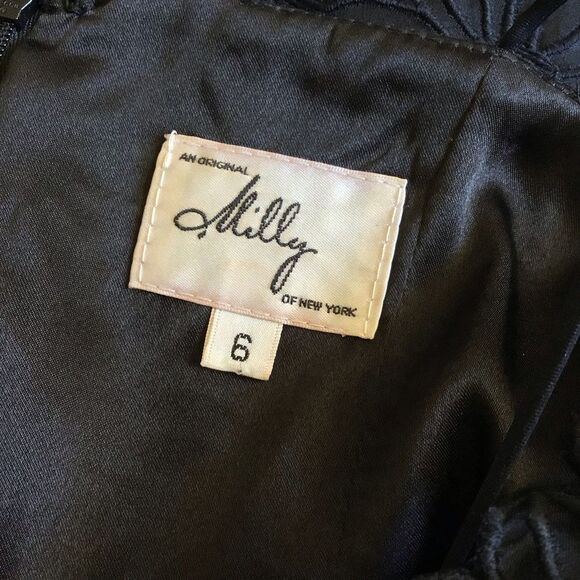 AN ORIGINAL
Milly
OF NEW YORK
6